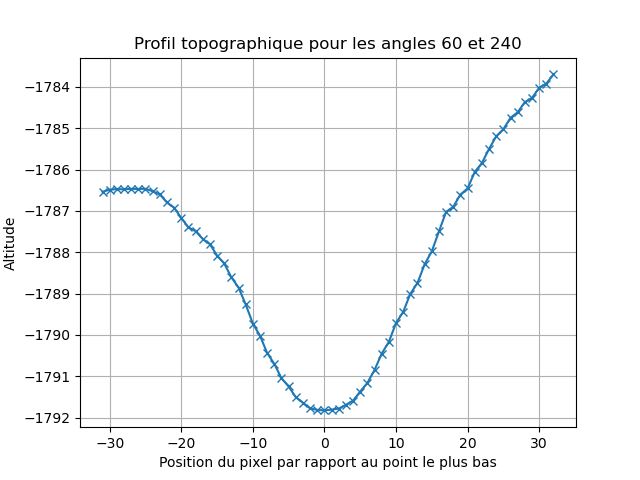 Profil topographique pour les angles 60 et 240
Altitude
−1784
−1785
−1786
−1787
−1788
−1789
−1790
−1791
−1792
−30 −20 −10 0 10 20 30
Position du pixel par rapport au point le plus bas